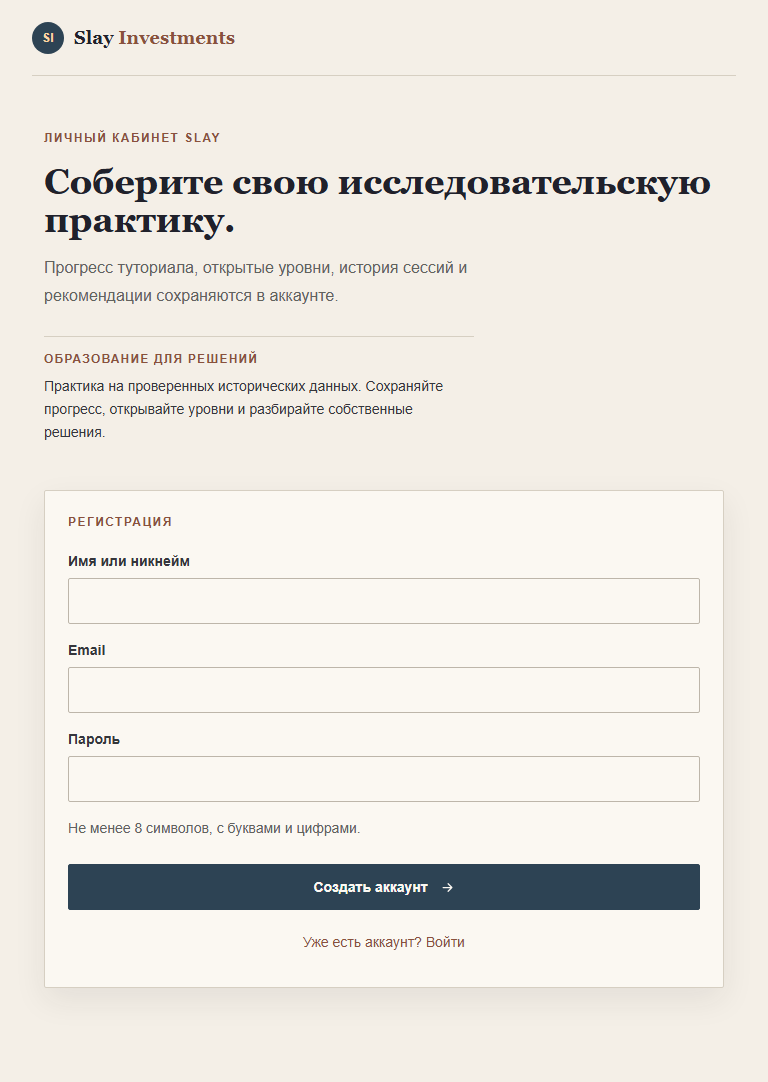 SI Slay Investments
ЛИЧНЫЙ КАБИНЕТ SLAY
Соберите свою исследовательскую
практику.
Прогресс туториала, открытые уровни, история сессий и
рекомендации сохраняются в аккаунте.
ОБРАЗОВАНИЕ ДЛЯ РЕШЕНИЙ
Практика на проверенных исторических данных. Сохраняйте
прогресс, открывайте уровни и разбирайте собственные
решения.
РЕГИСТРАЦИЯ
Имя или никнейм
Email
Пароль
Не менее 8 символов, с буквами и цифрами.
Создать аккаунт →
Уже есть аккаунт? Войти